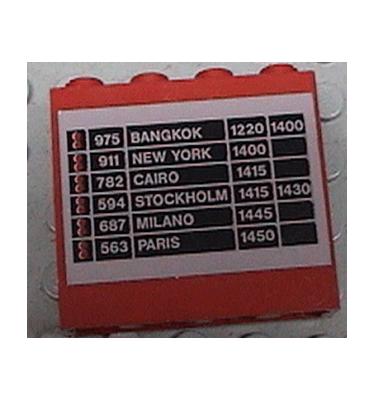 975 BANGKOK 1220 1400
911 NEW YORK 1400
782 CAIRO 1415
594 STOCKHOLM 1415 1430
687 MILANO 1445
563 PARIS 1450